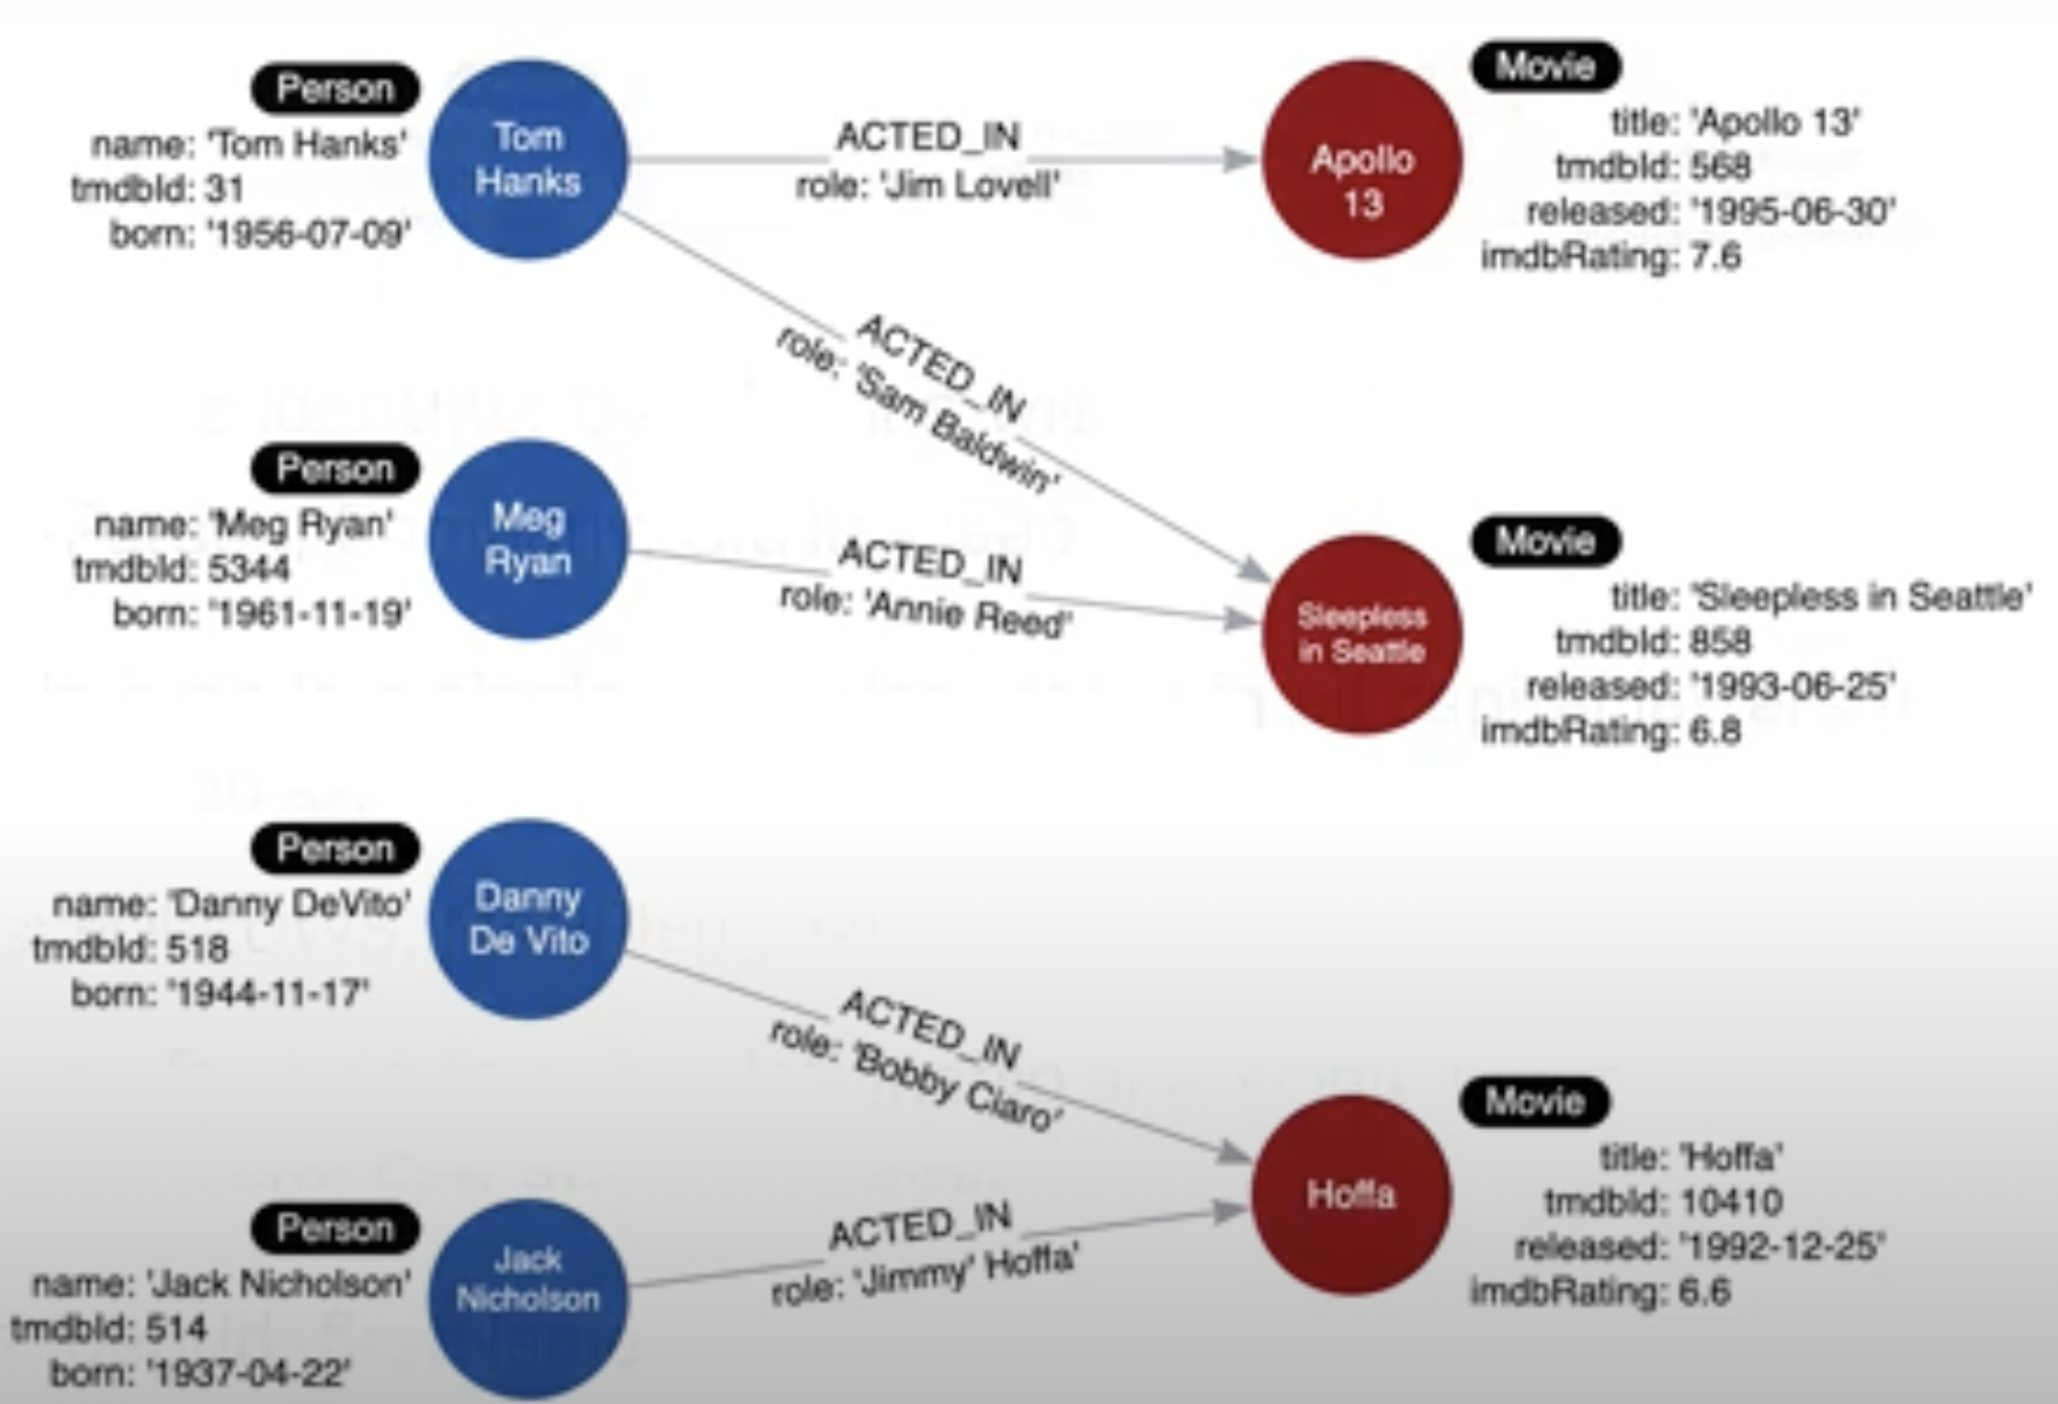 Person
name: 'Tom Hanks'
tmdbId: 31
born: '1956-07-09'
Tom
Hanks
ACTED_IN
role: 'Jim Lovell'
Apollo
13
Movie
title: 'Apollo 13'
tmdbId: 568
released: '1995-06-30'
imdbRating: 7.6
ACTED_IN
role: 'Sam Baldwin'
Person
name: 'Meg Ryan'
tmdbId: 5344
born: '1961-11-19'
Meg
Ryan
ACTED_IN
role: 'Annie Reed'
Sleepless
in Seattle
Movie
title: 'Sleepless in Seattle'
tmdbId: 858
released: '1993-06-25'
imdbRating: 6.8
Person
name: 'Danny DeVito'
tmdbId: 518
born: '1944-11-17'
Danny
De Vito
ACTED_IN
role: 'Bobby Ciaro'
Person
name: 'Jack Nicholson'
tmdbId: 514
born: '1937-04-22'
Jack
Nicholson
ACTED_IN
role: 'Jimmy' Hoffa'
Hoffa
Movie
title: 'Hoffa'
tmdbId: 10410
released: '1992-12-25'
imdbRating: 6.6